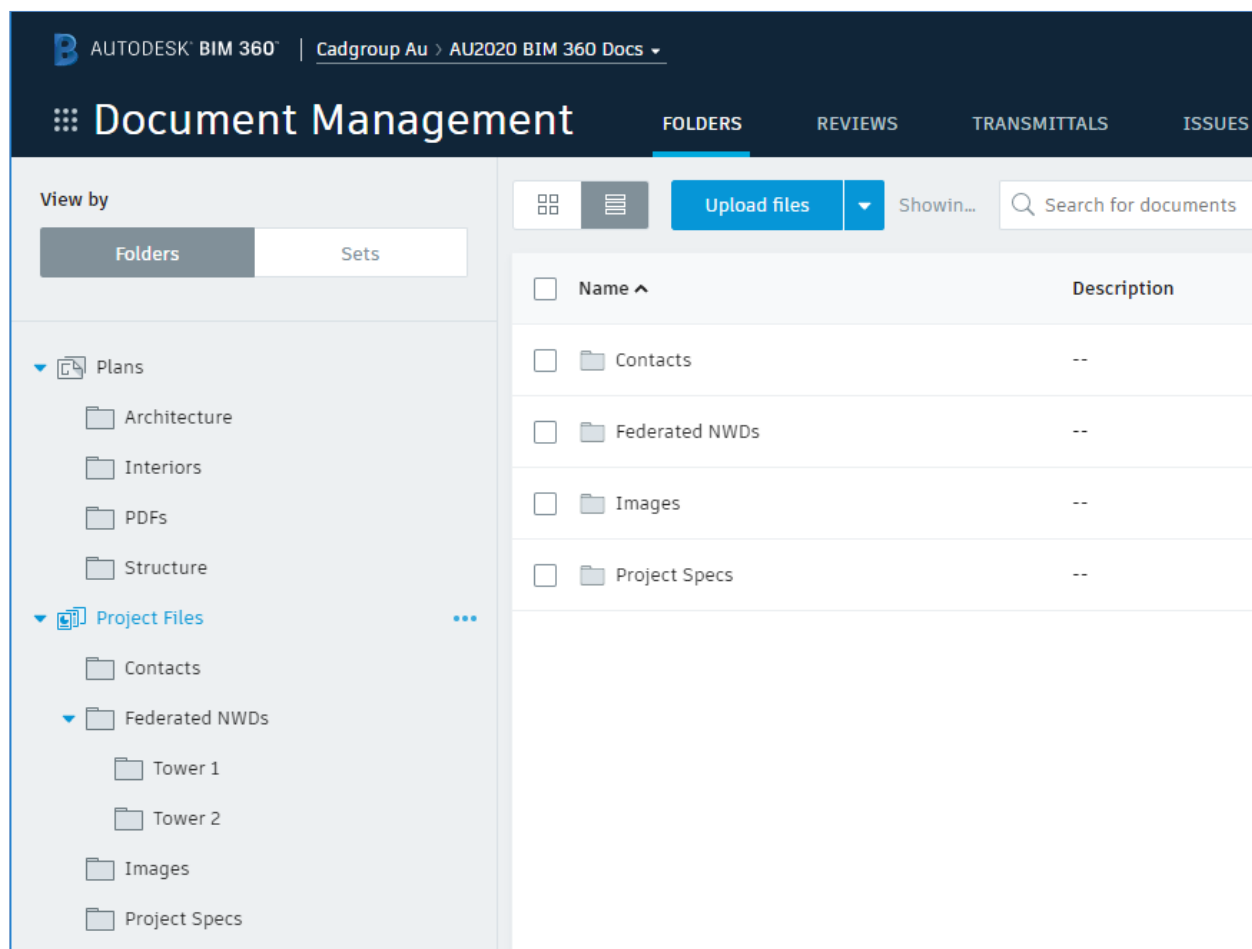 AUTODESK® BIM 360™ | Cadgroup Au > AU2020 BIM 360 Docs
Document Management
FOLDERS REVIEWS TRANSMITTALS ISSUES
View by
Folders Sets
Upload files Showin... Search for documents
Name Description
Plans
Architecture
Interiors
PDFs
Structure
Project Files
Contacts
Federated NWDs
Tower 1
Tower 2
Images
Project Specs
Contacts --
Federated NWDs --
Images --
Project Specs --